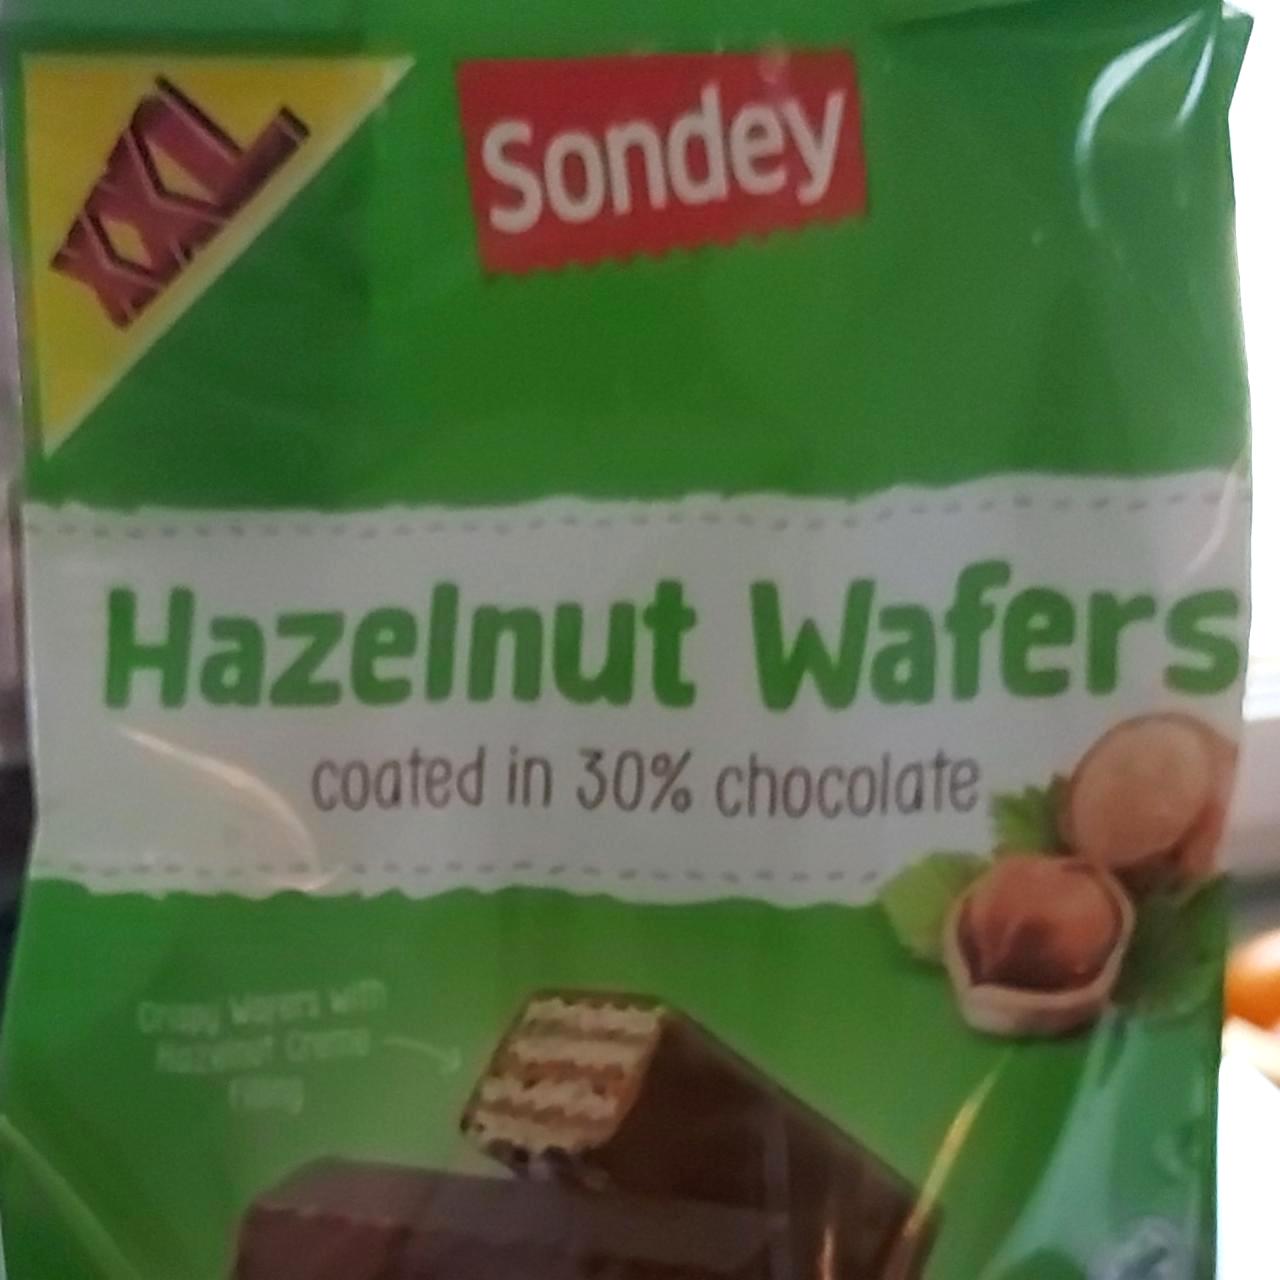 XXL
Sondey
Hazelnut Wafers
coated in 30% chocolate
Crispy Wafers with
Hazelnut Creme
filling